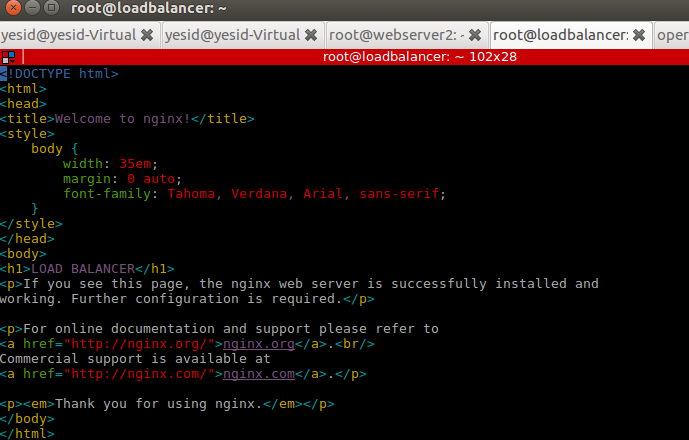 root@loadbalancer: ~
yesid@yesid-Virtual
yesid@yesid-Virtual
root@webserver2: ~
root@loadbalancer:
oper
root@loadbalancer: ~ 102x28
<!DOCTYPE html>
<html>
<head>
<title>Welcome to nginx!</title>
<style>
    body {
        width: 35em;
        margin: 0 auto;
        font-family: Tahoma, Verdana, Arial, sans-serif;
    }
</style>
</head>
<body>
<h1>LOAD BALANCER</h1>
<p>If you see this page, the nginx web server is successfully installed and
working. Further configuration is required.</p>

<p>For online documentation and support please refer to
<a href="http://nginx.org/">nginx.org</a>.<br/>
Commercial support is available at
<a href="http://nginx.com/">nginx.com</a>.</p>

<p><em>Thank you for using nginx.</em></p>
</body>
</html>